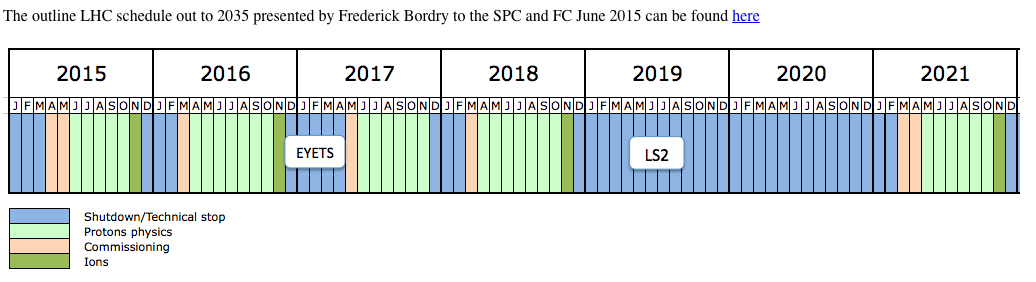 The outline LHC schedule out to 2035 presented by Frederick Bordry to the SPC and FC June 2015 can be found here
2015 2016 2017 2018 2019 2020 2021
J F M A M J J A S O N D J F M A M J J A S O N D J F M A M J J A S O N D J F M A M J J A S O N D J F M A M J J A S O N D J F M A M J J A S O N D J F M A M J J A S O N D
EYETS LS2
Shutdown/Technical stop
Protons physics
Commissioning
Ions